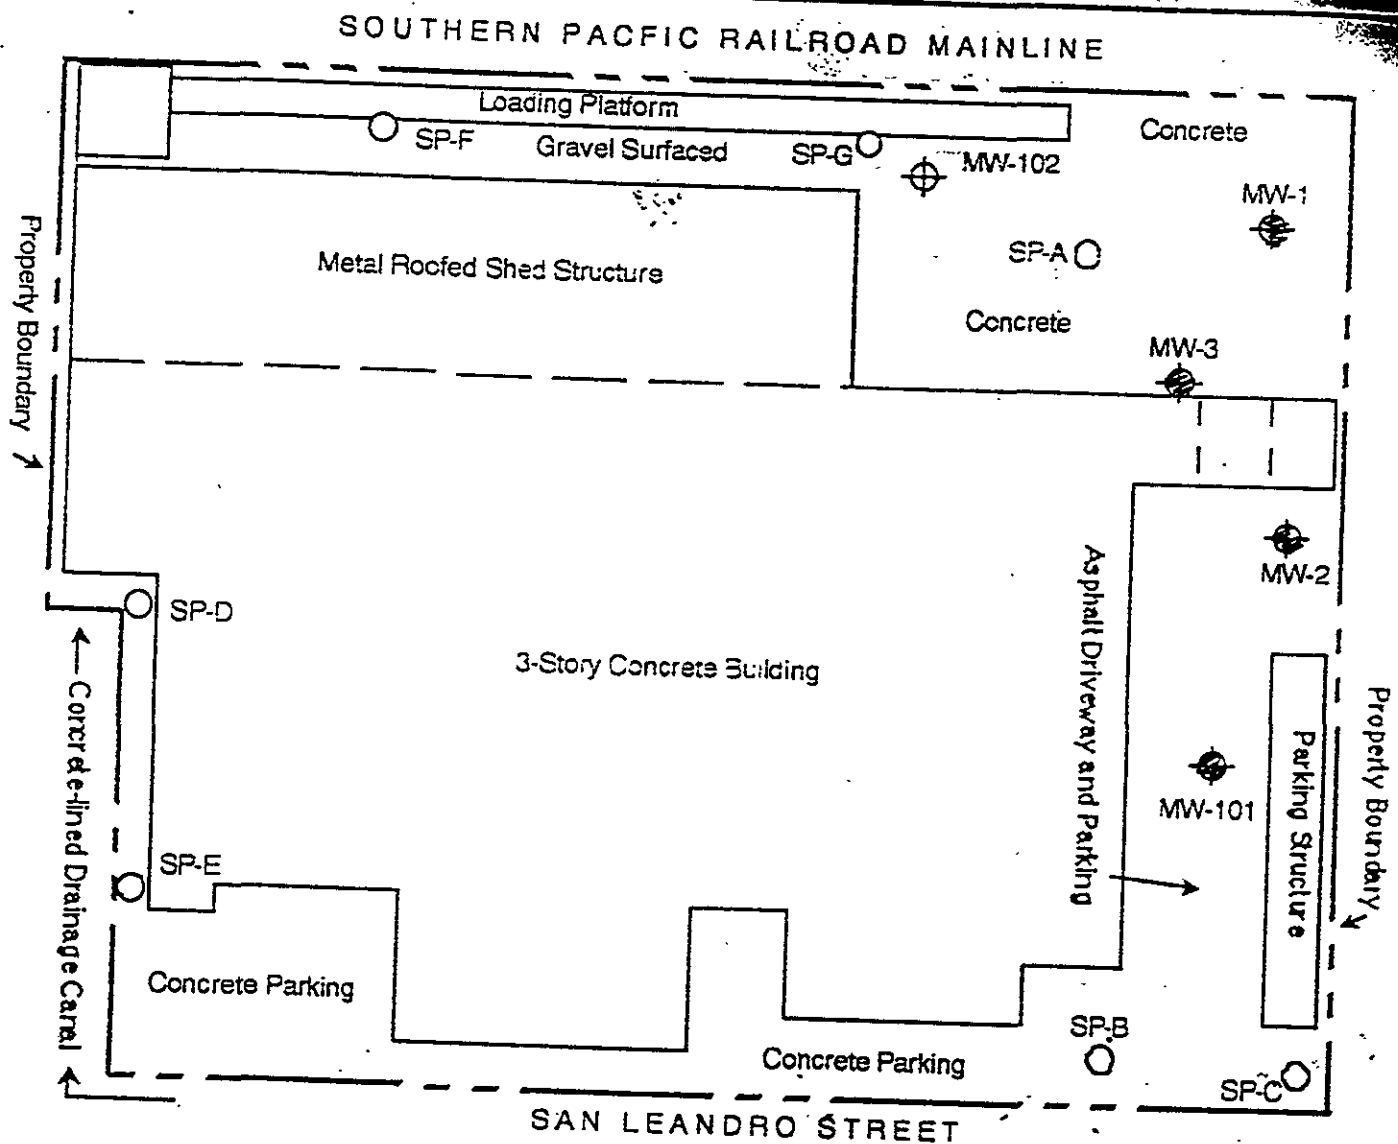 SOUTHERN PACFIC RAILROAD MAINLINE
Loading Platform
Concrete
SP-F
Gravel Surfaced
SP-G
MW-102
MW-1
Property Boundary
Metal Roofed Shed Structure
SP-A
Concrete
MW-3
MW-2
SP-D
3-Story Concrete Building
Asphalt Driveway and Parking
Parking Structure
Property Boundary
MW-101
Concrete-lined Drainage Canal
SP-E
Concrete Parking
SP-B
Concrete Parking
SP-C
SAN LEANDRO STREET